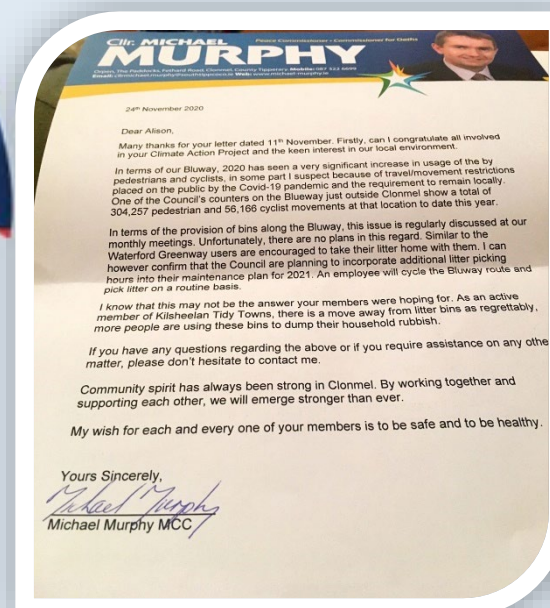 Cllr. MICHAEL
MURPHY
Peace Commissioner • Commissioner for Oaths
24th November 2020
Dear Alison,
Many thanks for your letter dated 11th November. Firstly, can I congratulate all involved
in your Climate Action Project and the keen interest in our local environment.
In terms of our Bluway, 2020 has seen a very significant increase in usage of the by
pedestrians and cyclists, in some part I suspect because of travel/movement restrictions
placed on the public by the Covid-19 pandemic and the requirement to remain locally.
One of the Council's counters on the Blueway just outside Clonmel show a total of
304,257 pedestrian and 56,166 cyclist movements at that location to date this year.
In terms of the provision of bins along the Bluway, this issue is regularly discussed at our
monthly meetings. Unfortunately, there are no plans in this regard. Similar to the
Waterford Greenway users are encouraged to take their litter home with them. I can
however confirm that the Council are planning to incorporate additional litter picking
hours into their maintenance plan for 2021. An employee will cycle the Bluway route and
pick litter on a routine basis.
I know that this may not be the answer your members were hoping for. As an active
member of Kilsheelan Tidy Towns, there is a move away from litter bins as regrettably,
more people are using these bins to dump their household rubbish.
If you have any questions regarding the above or if you require assistance on any othe
matter, please don't hesitate to contact me.
Community spirit has always been strong in Clonmel. By working together and
supporting each other, we will emerge stronger than ever.
My wish for each and every one of your members is to be safe and to be healthy.
Yours Sincerely,
Michael Murphy
Michael Murphy MCC